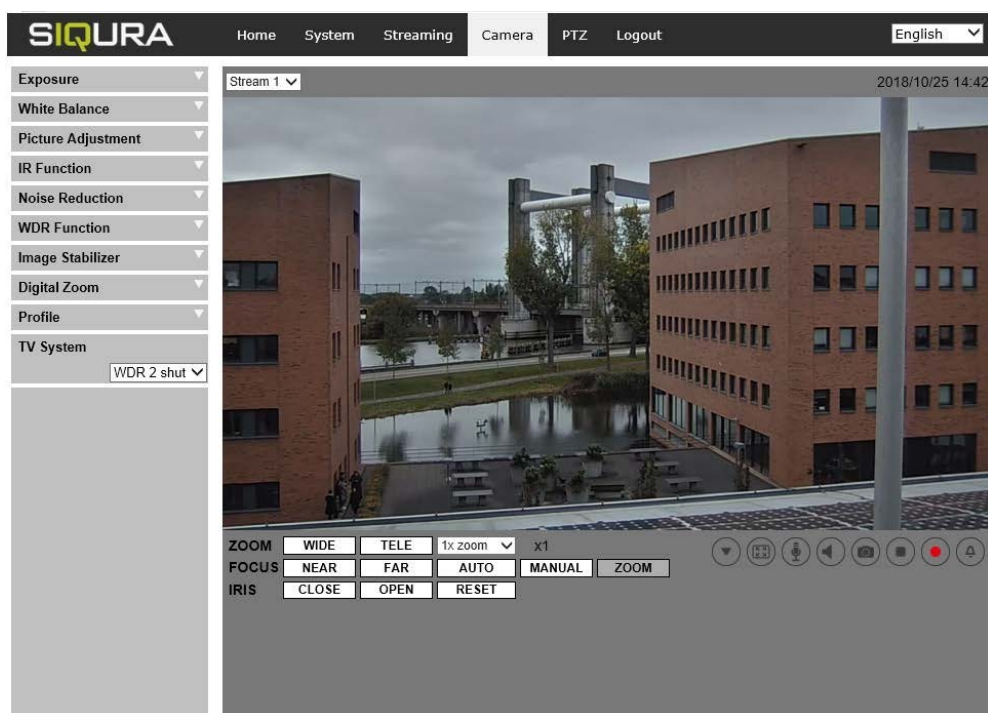 SIQURA
Home System Streaming Camera PTZ Logout English
Exposure
White Balance
Picture Adjustment
IR Function
Noise Reduction
WDR Function
Image Stabilizer
Digital Zoom
Profile
TV System
WDR 2 shut
Stream 1 2018/10/25 14:42
ZOOM WIDE TELE 1x zoom x1
FOCUS NEAR FAR AUTO MANUAL ZOOM
IRIS CLOSE OPEN RESET